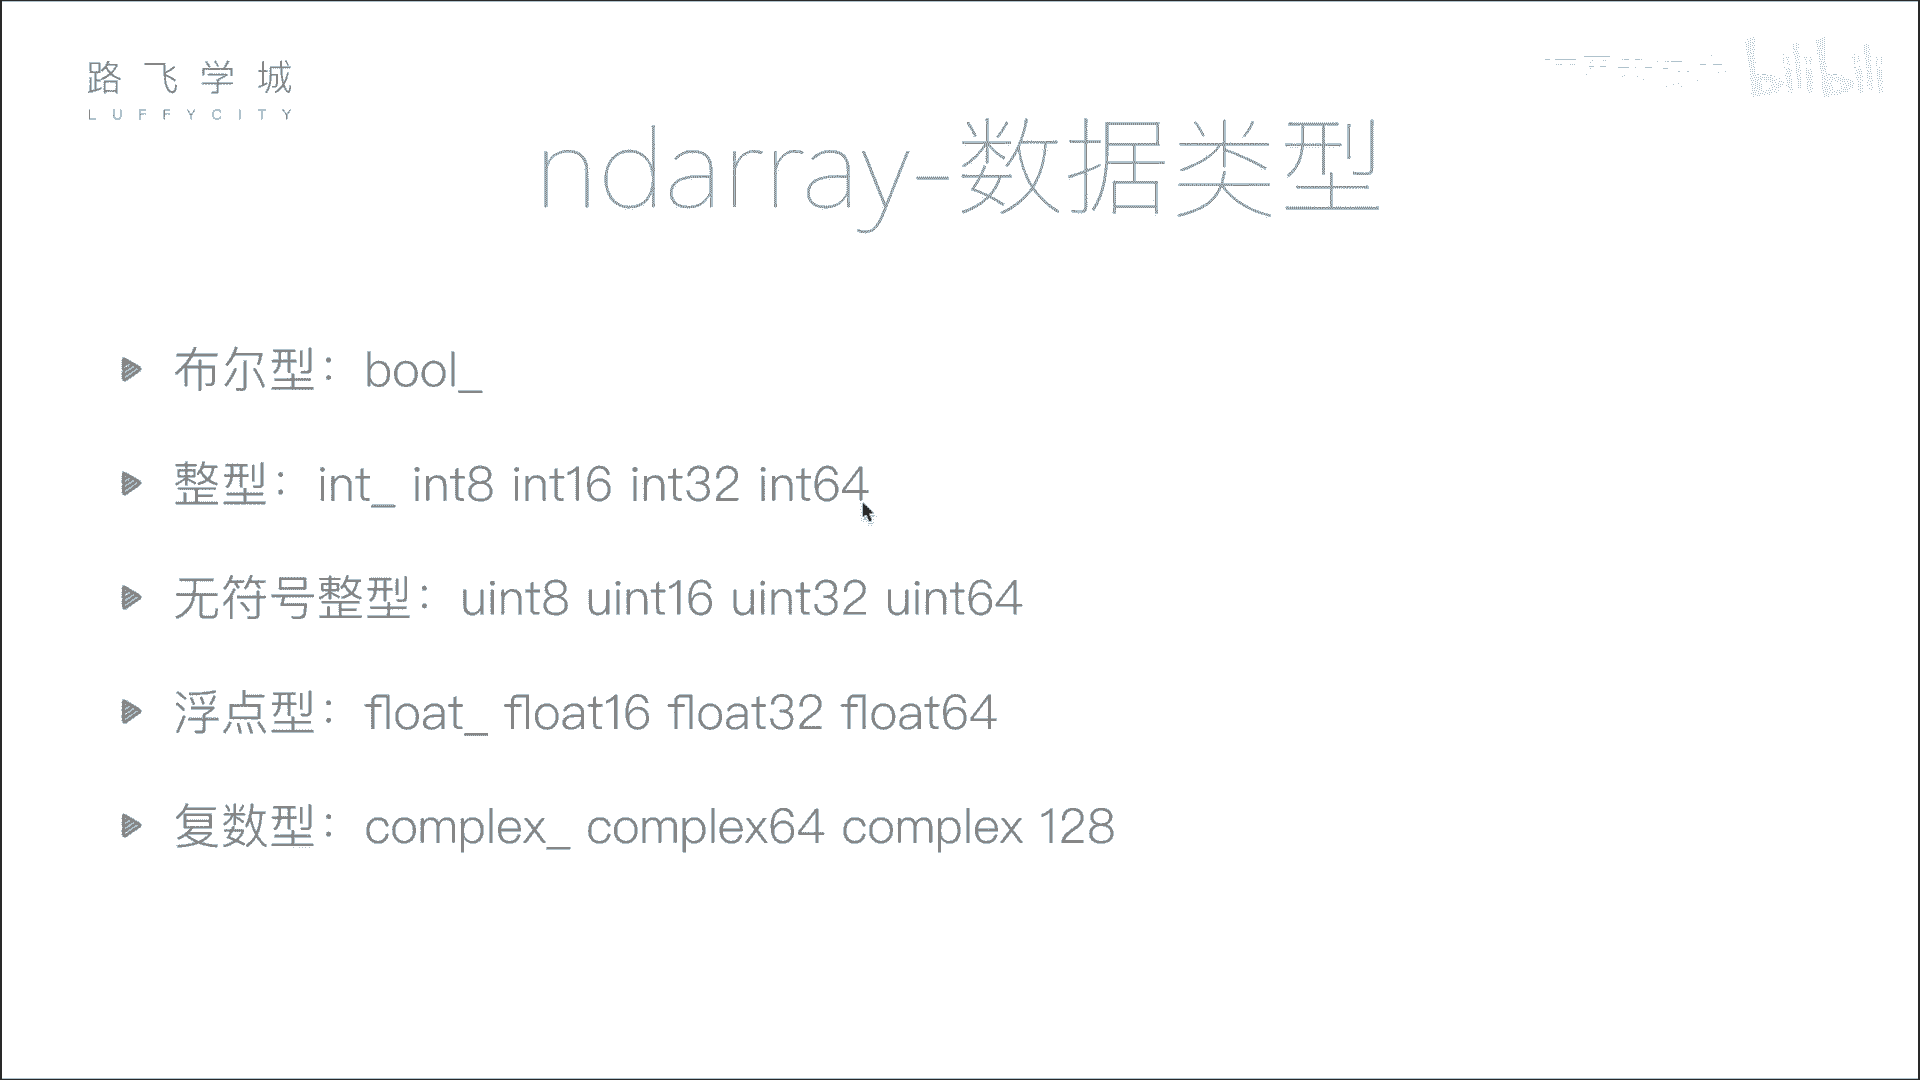 路飞学城
LUFFYCITY
bilibili
ndarray-数据类型
布尔型：bool_
整型：int_ int8 int16 int32 int64
无符号整型：uint8 uint16 uint32 uint64
浮点型：float_ float16 float32 float64
复数型：complex_ complex64 complex 128